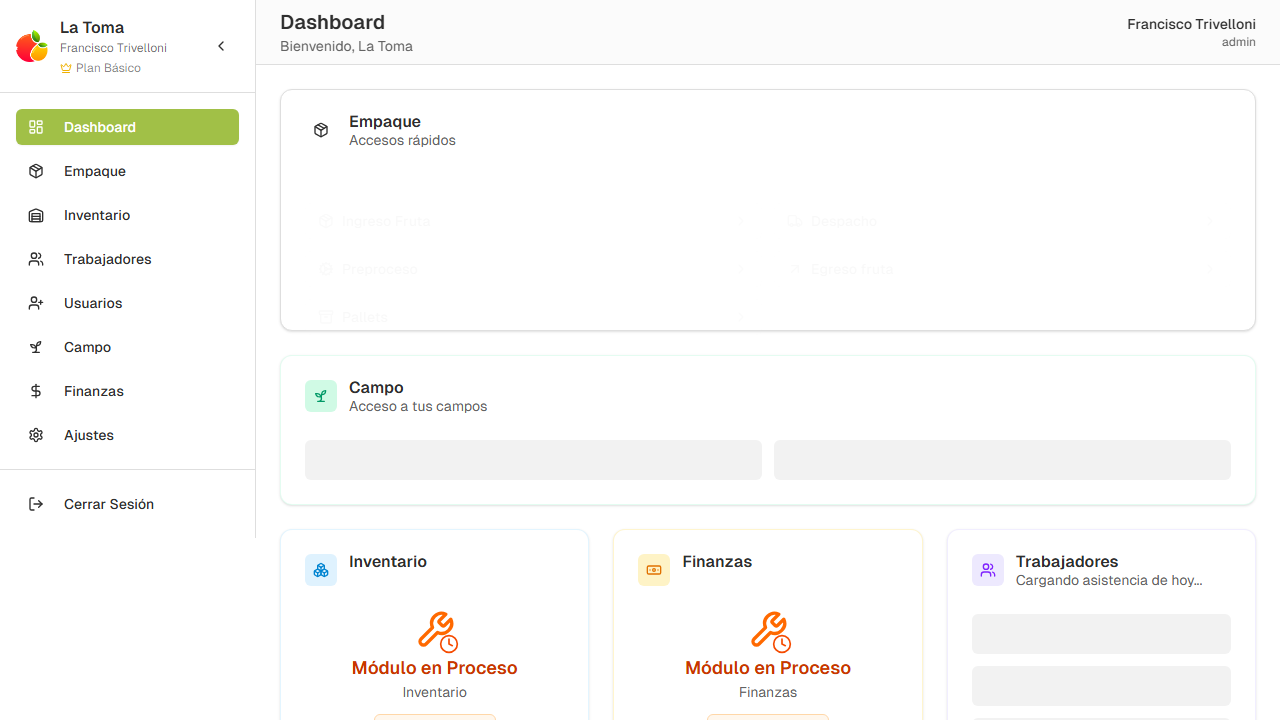 La Toma
Francisco Trivelloni
Plan Básico
Dashboard
Empaque
Inventario
Trabajadores
Usuarios
Campo
Finanzas
Ajustes
Cerrar Sesión
Dashboard
Bienvenido, La Toma
Francisco Trivelloni
admin
Empaque
Accesos rápidos
Ingreso Fruta
Despacho
Preproceso
Egreso fruta
Pallets
Campo
Acceso a tus campos
Inventario
Módulo en Proceso
Inventario
Finanzas
Módulo en Proceso
Finanzas
Trabajadores
Cargando asistencia de hoy...